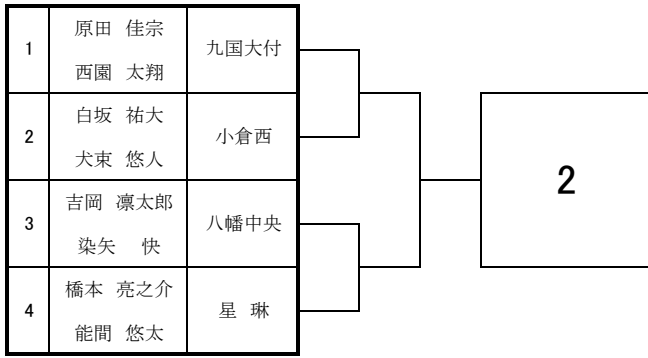 1
原田 佳宗
西園 太翔
九国大付
2
白坂 祐大
犬束 悠人
小倉西
3
吉岡 凛太郎
染矢 快
八幡中央
4
橋本 亮之介
能間 悠太
星 琳
2